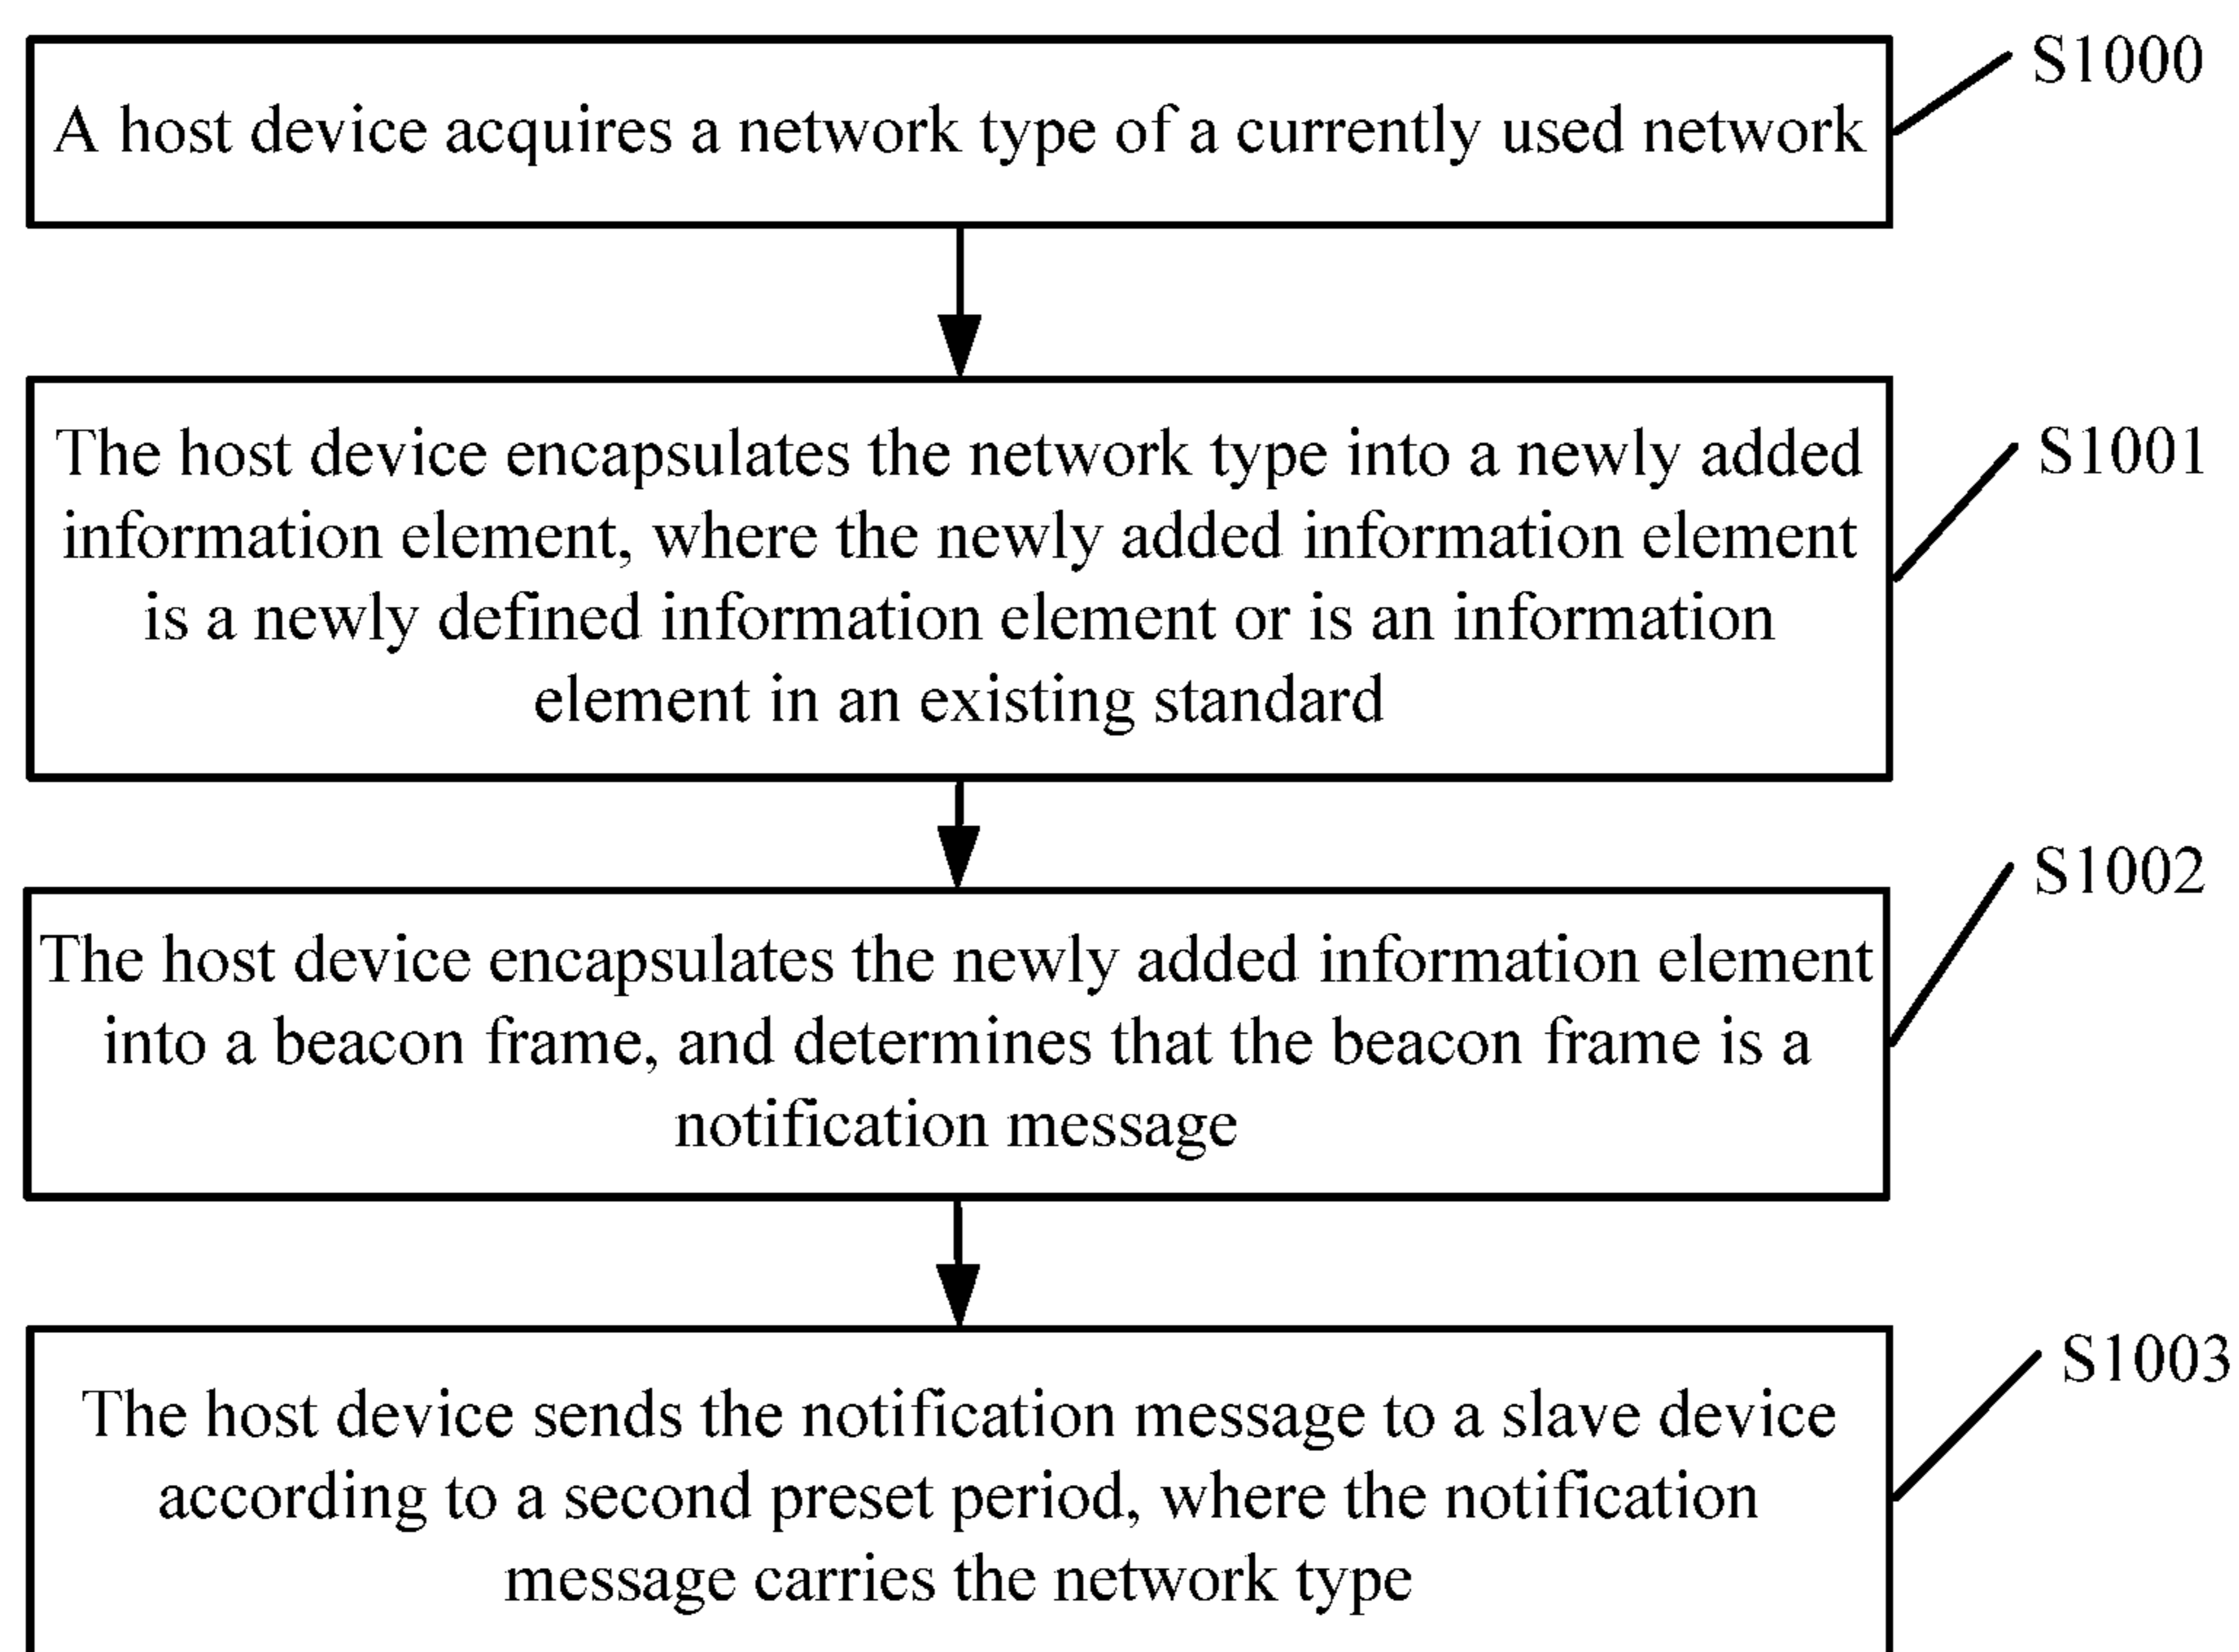 A host device acquires a network type of a currently used network
S1000
The host device encapsulates the network type into a newly added
information element, where the newly added information element
is a newly defined information element or is an information
element in an existing standard
S1001
The host device encapsulates the newly added information element
into a beacon frame, and determines that the beacon frame is a
notification message
S1002
The host device sends the notification message to a slave device
according to a second preset period, where the notification
message carries the network type
S1003